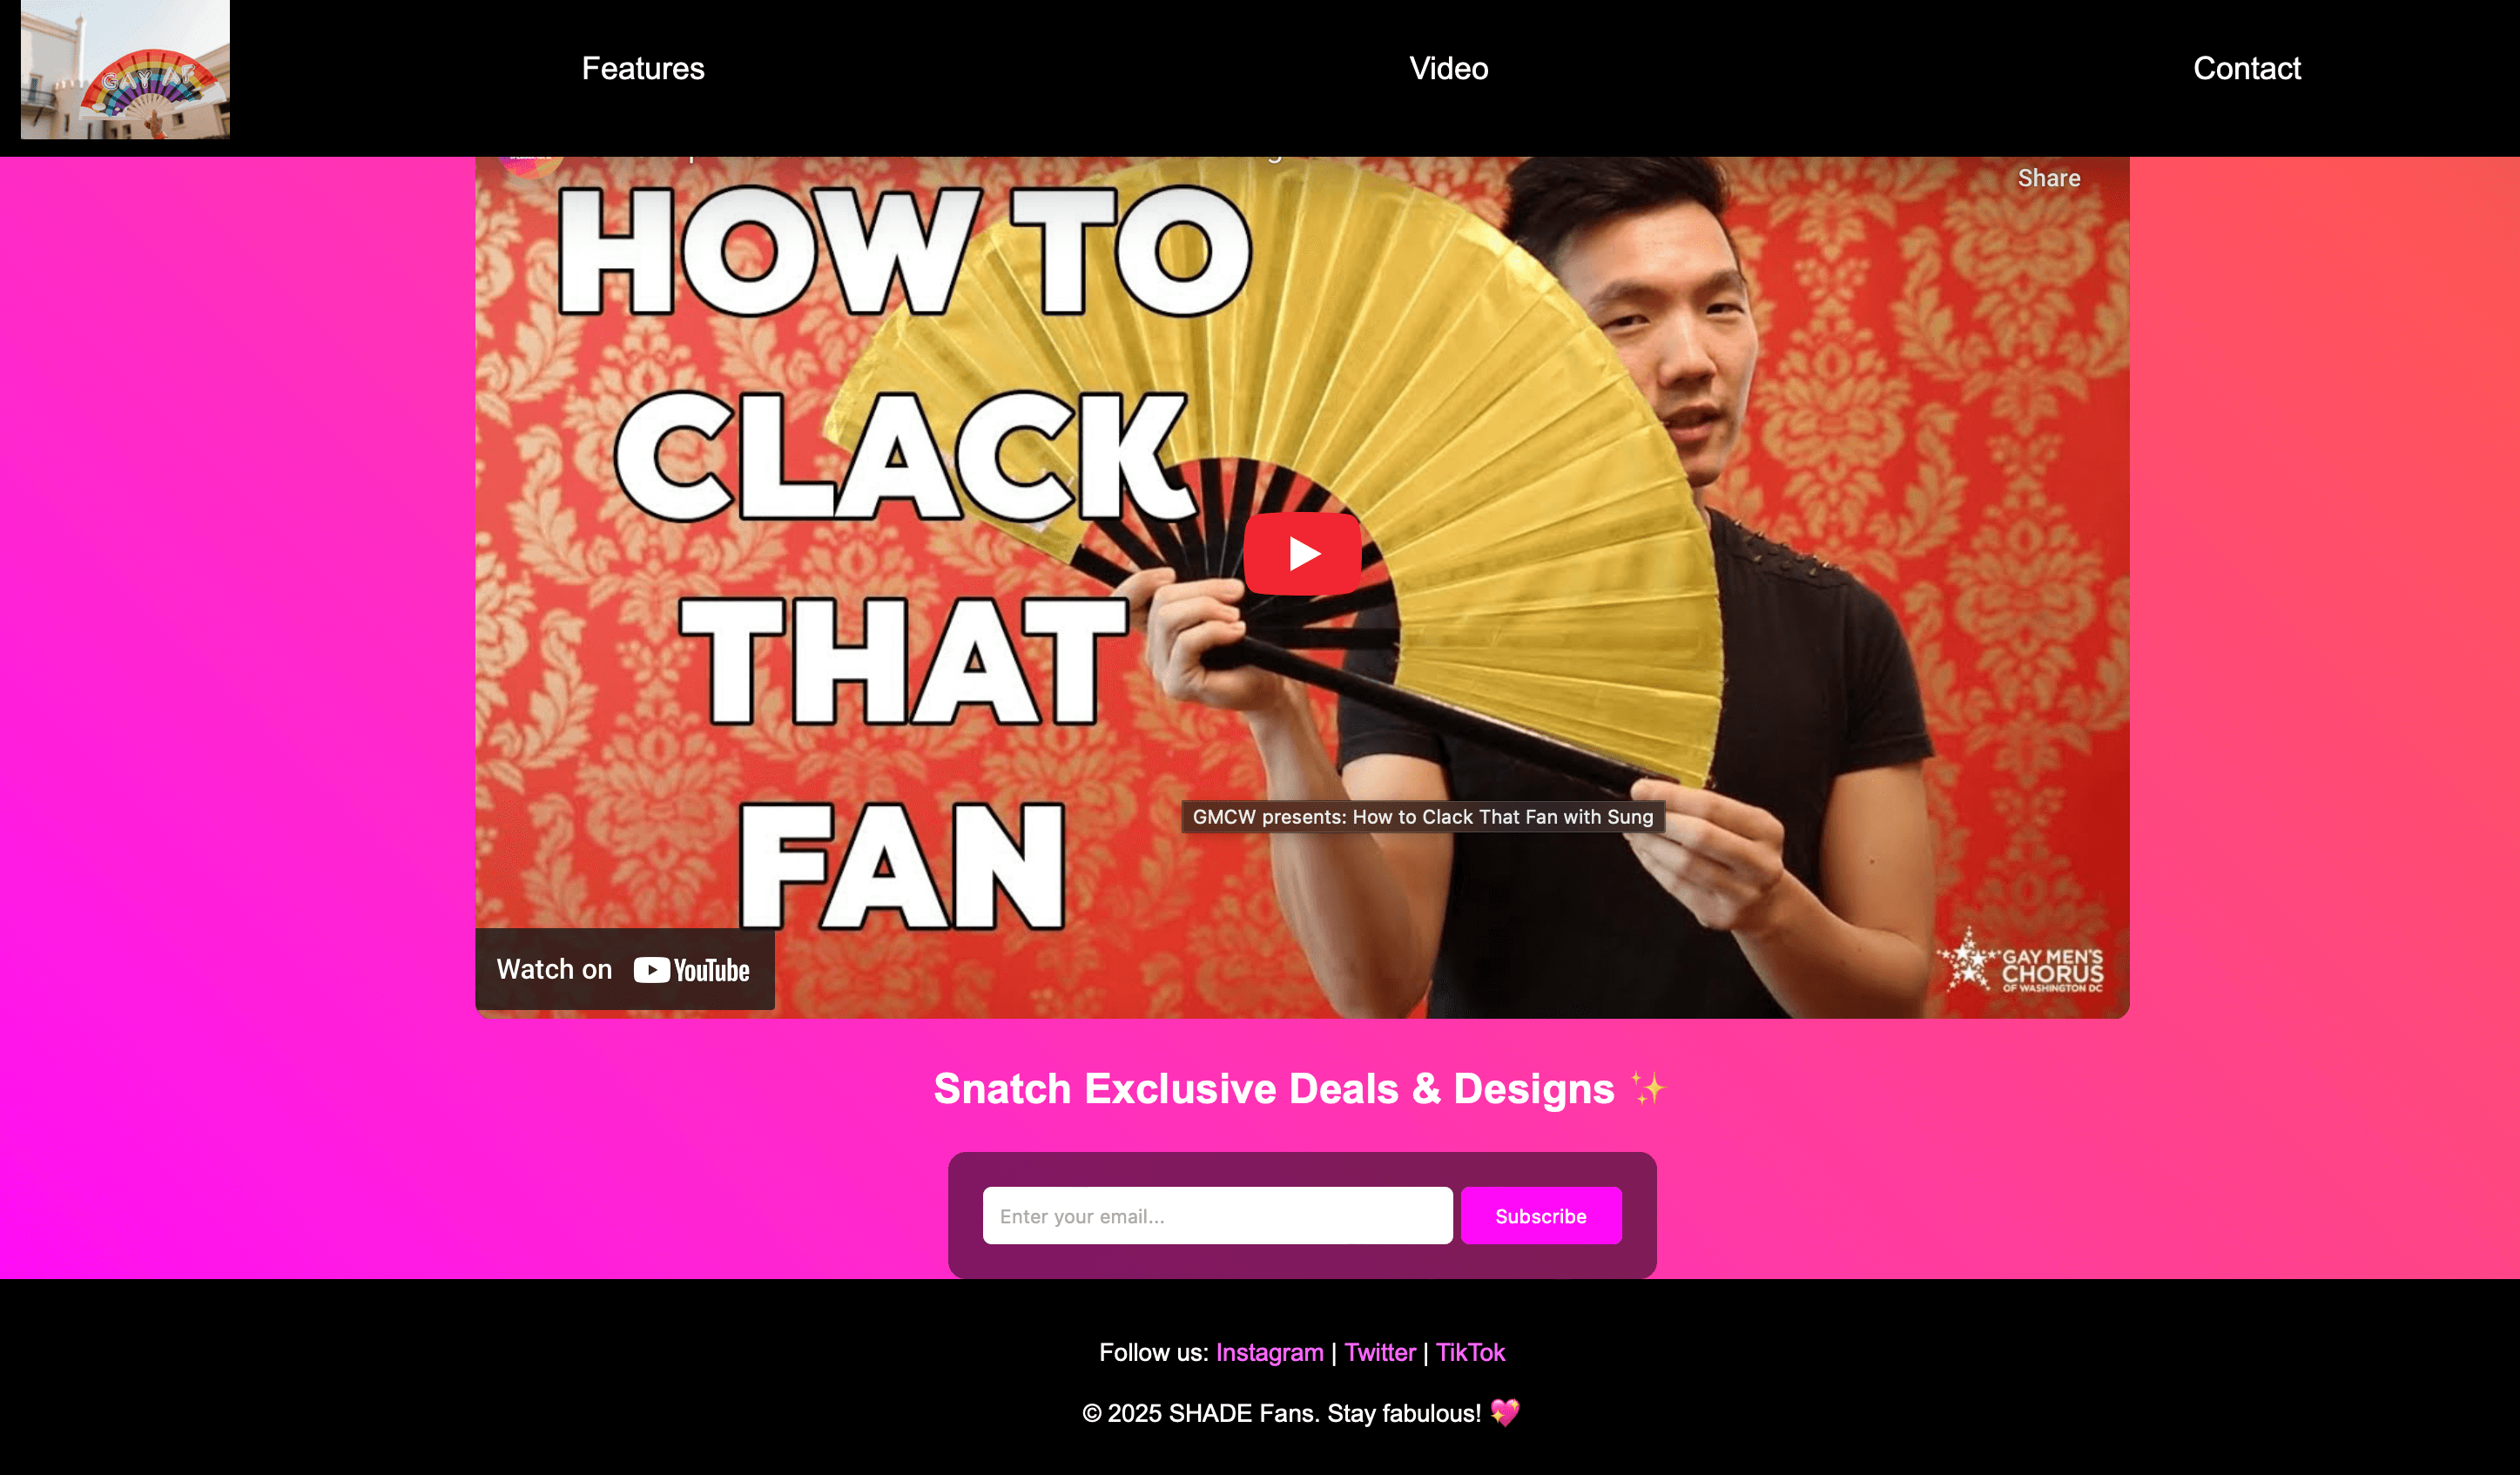 GAY AF
Features
Video
Contact
Share
HOW TO
CLACK
THAT
FAN
GMCW presents: How to Clack That Fan with Sung
Watch on YouTube
GAY MEN'S
CHORUS
OF WASHINGTON DC
Snatch Exclusive Deals & Designs ✨
Enter your email...
Subscribe
Follow us: Instagram | Twitter | TikTok
© 2025 SHADE Fans. Stay fabulous! 💖